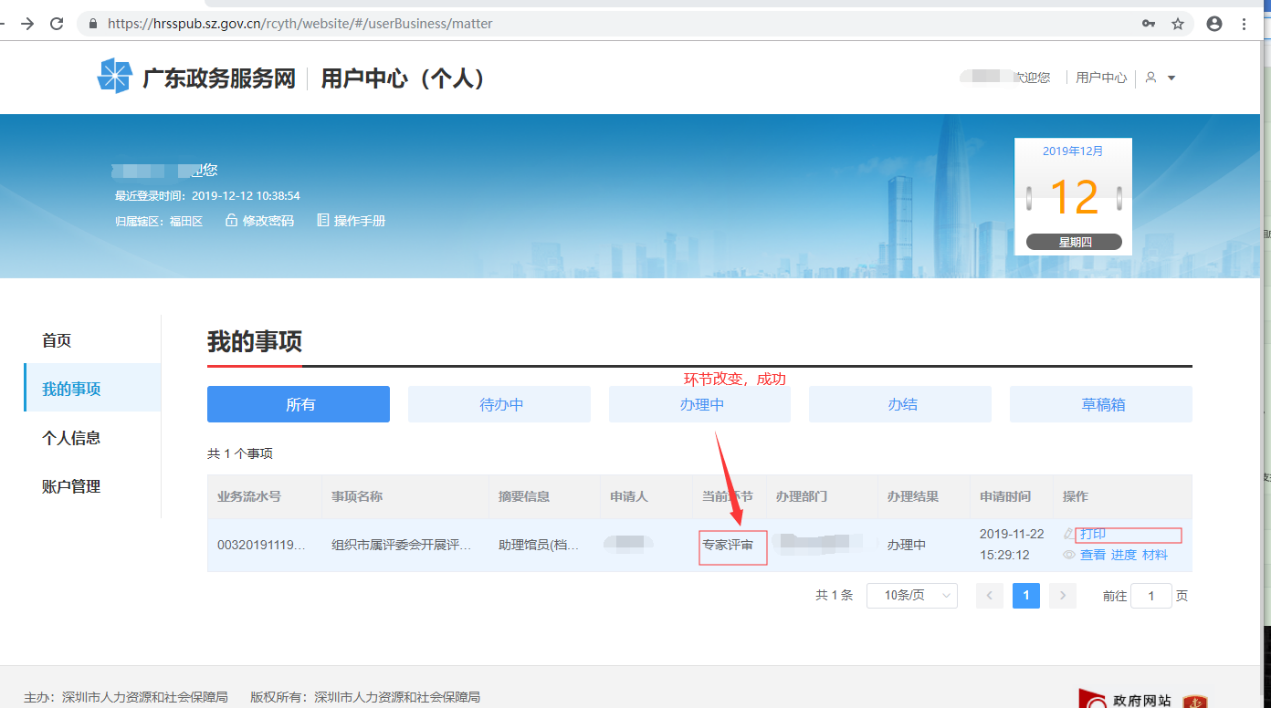 https://hrsspub.sz.gov.cn/rcyth/website/#/userBusiness/matter
广东政务服务网 用户中心（个人）
欢迎您 用户中心
您
最近登录时间：2019-12-12 10:38:54
归属辖区：福田区 修改密码 操作手册
2019年12月
12
星期四
首页
我的事项
个人信息
账户管理
我的事项
环节改变，成功
所有 待办中 办理中 办结 草稿箱
共 1 个事项
业务流水号 事项名称 摘要信息 申请人 当前环节 办理部门 办理结果 申请时间 操作
00320191119... 组织市属评委会开展评... 助理馆员(档... 专家评审 办理中 2019-11-22 15:29:12 打印
查看 进度 材料
共 1 条 10条/页 1 前往 1 页
主办：深圳市人力资源和社会保障局 版权所有：深圳市人力资源和社会保障局
政府网站